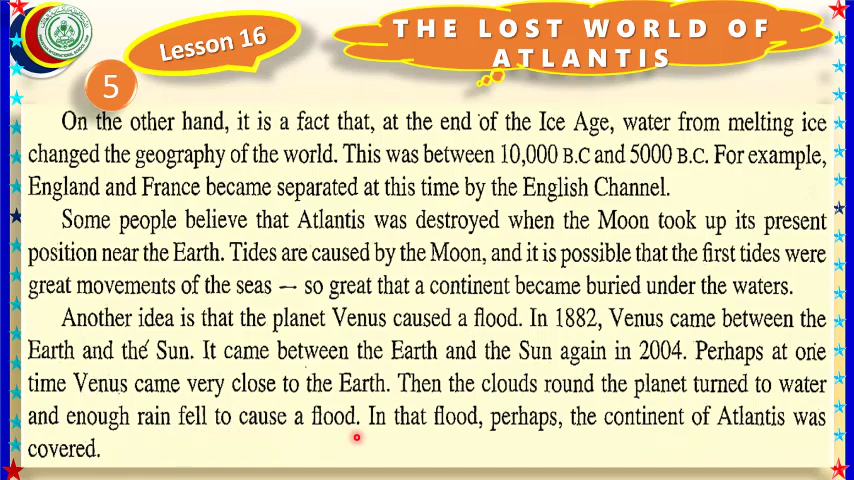 Lesson 16
THE LOST WORLD OF
ATLANTIS
5
On the other hand, it is a fact that, at the end of the Ice Age, water from melting ice
changed the geography of the world. This was between 10,000 B.C and 5000 B.C. For example,
England and France became separated at this time by the English Channel.
Some people believe that Atlantis was destroyed when the Moon took up its present
position near the Earth. Tides are caused by the Moon, and it is possible that the first tides were
great movements of the seas — so great that a continent became buried under the waters.
Another idea is that the planet Venus caused a flood. In 1882, Venus came between the
Earth and the Sun. It came between the Earth and the Sun again in 2004. Perhaps at one
time Venus came very close to the Earth. Then the clouds round the planet turned to water
and enough rain fell to cause a flood. In that flood, perhaps, the continent of Atlantis was
covered.